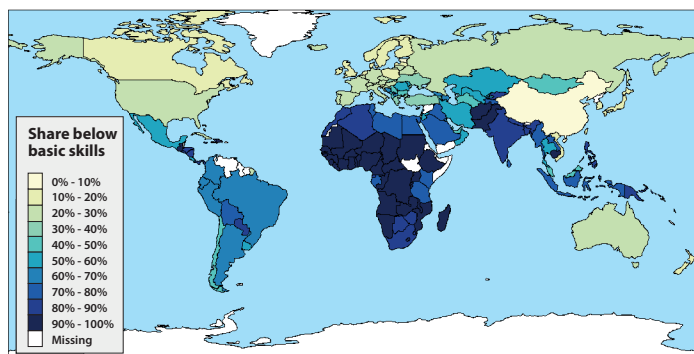 Share below
basic skills
0% - 10%
10% - 20%
20% - 30%
30% - 40%
40% - 50%
50% - 60%
60% - 70%
70% - 80%
80% - 90%
90% - 100%
Missing